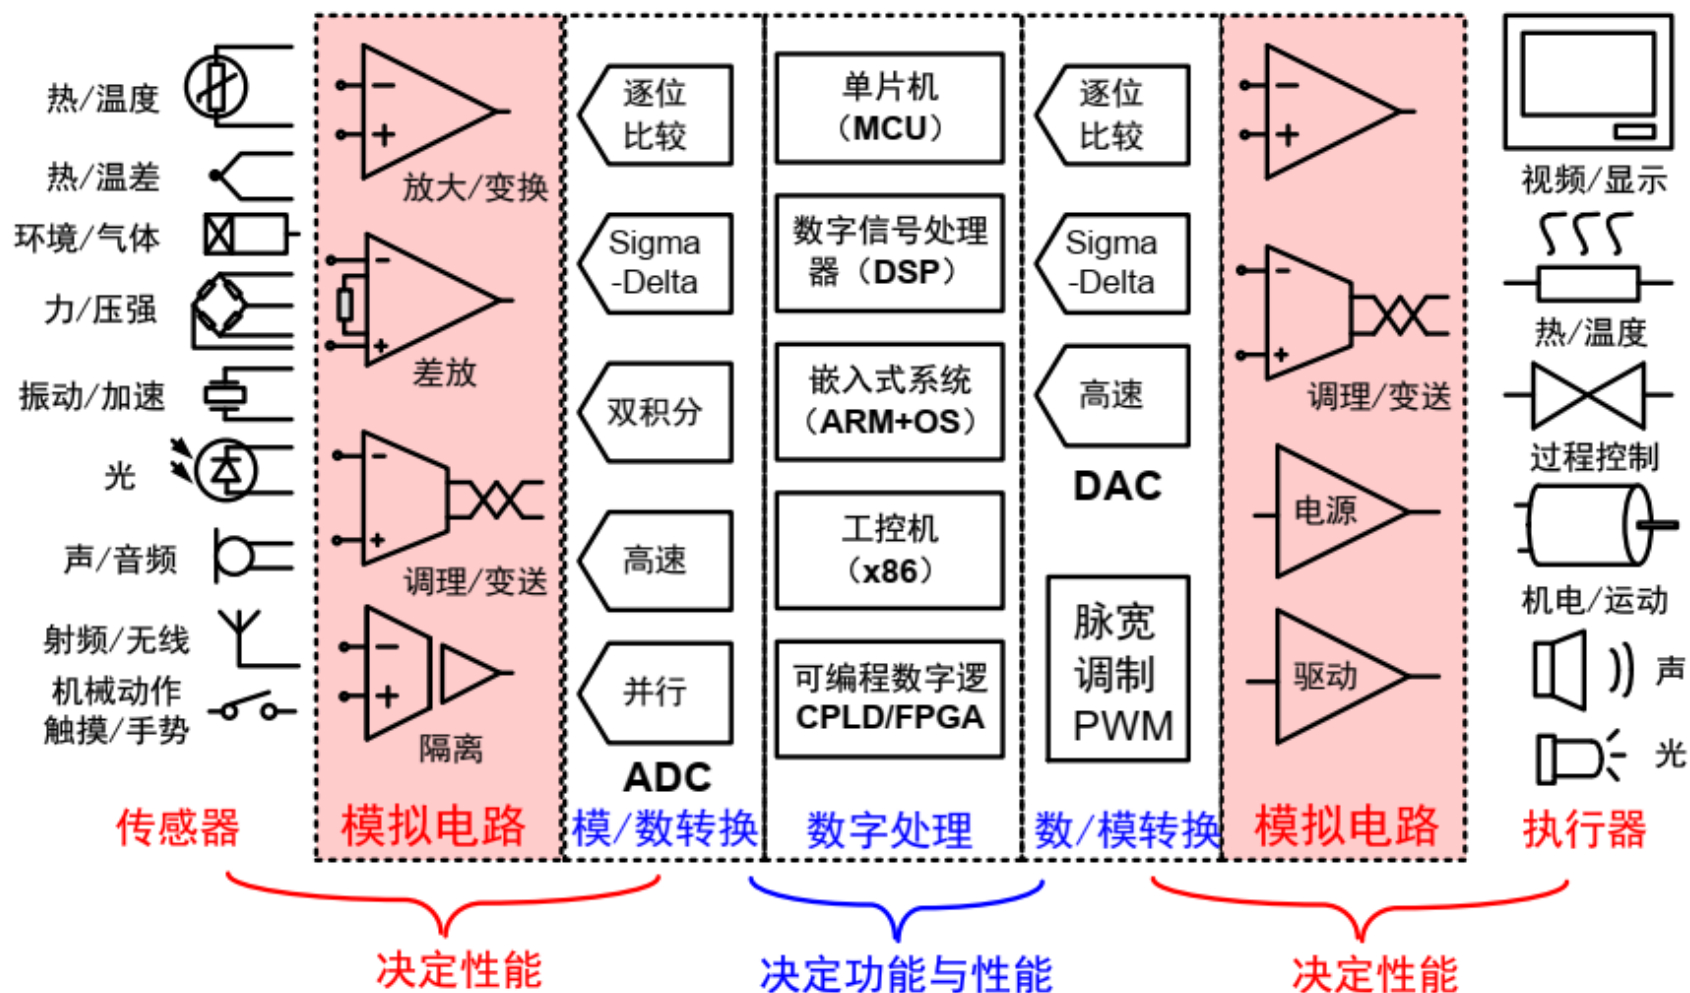 热/温度
热/温差
环境/气体
力/压强
振动/加速
光
声/音频
射频/无线
机械动作
触摸/手势
传感器
放大/变换
差放
调理/变送
隔离
模拟电路
逐位
比较
Sigma
-Delta
双积分
高速
并行
ADC
模/数转换
单片机
（MCU）
数字信号处理
器（DSP）
嵌入式系统
（ARM+OS）
工控机
（x86）
可编程数字逻
CPLD/FPGA
数字处理
逐位
比较
Sigma
-Delta
高速
DAC
脉宽
调制
PWM
数/模转换
调理/变送
电源
驱动
模拟电路
视频/显示
热/温度
过程控制
机电/运动
声
光
执行器
决定性能
决定功能与性能
决定性能